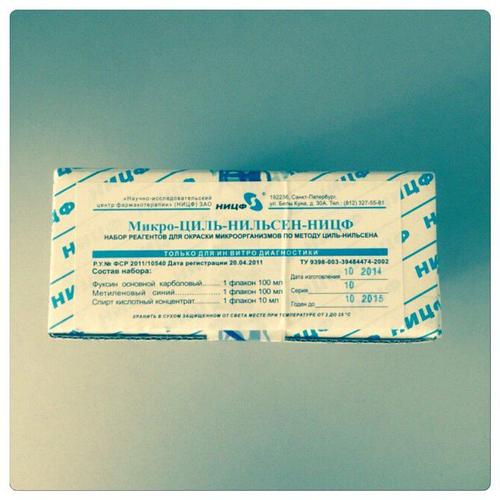 «Научно-исследовательский
центр фармакотерапии» (НИЦФ) ЗАО
НИЦФ
192236, Санкт-Петербург,
ул. Белы Куна, д. 30А. Тел.: (812) 327-55-81
Микро-ЦИЛЬ-НИЛЬСЕН-НИЦФ
НАБОР РЕАГЕНТОВ ДЛЯ ОКРАСКИ МИКРООРГАНИЗМОВ ПО МЕТОДУ ЦИЛЬ-НИЛЬСЕНА
ТОЛЬКО ДЛЯ ИН ВИТРО ДИАГНОСТИКИ
Р.У.№ ФСР 2011/10540 Дата регистрации 20.04.2011
ТУ 9398-003-39484474-2002
Состав набора:
Фуксин основной карболовый 1 флакон 100 мл
Метиленовый синий 1 флакон 100 мл
Спирт кислотный концентрат 1 флакон 10 мл
Дата изготовления 10 2014
Серия 10
Годен до 10 2015
ХРАНИТЬ В СУХОМ ЗАЩИЩЕННОМ ОТ СВЕТА МЕСТЕ ПРИ ТЕМПЕРАТУРЕ ОТ 2 ДО 25 °С